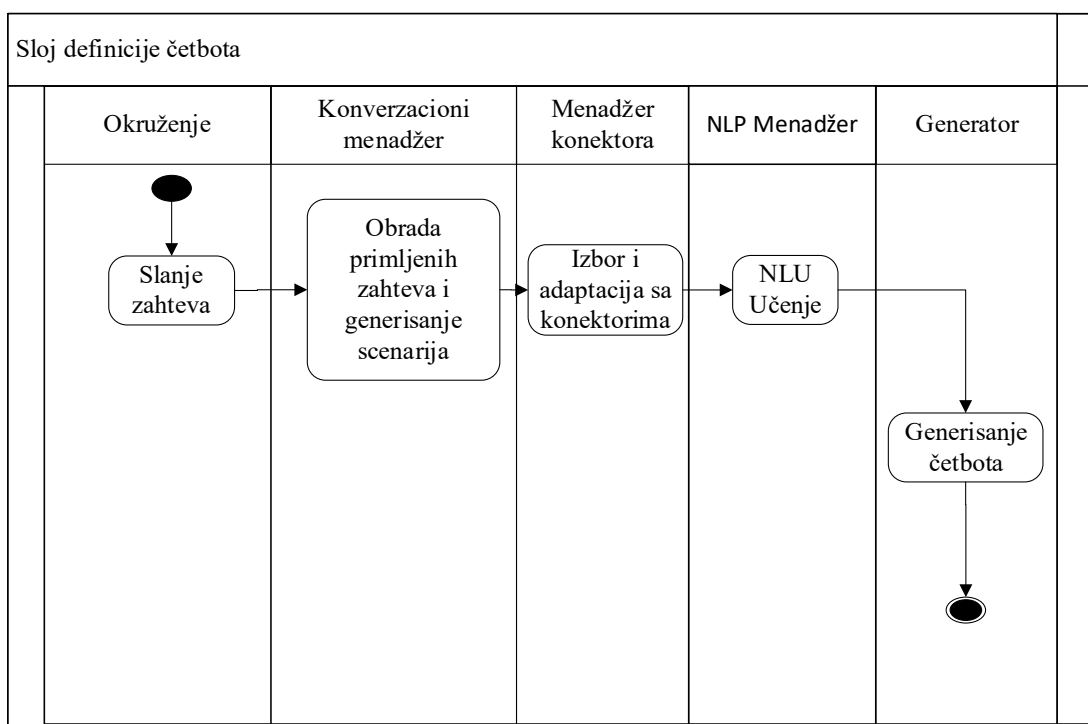 Sloj definicije četbota
Okruženje
Konverzacioni
menadžer
Menadžer
konektora
NLP Menadžer
Generator
Slanje
zahteva
Obrada
primljenih
zahteva i
generisanje
scenarija
Izbor i
adaptacija sa
konektorima
NLU
Učenje
Generisanje
četbota